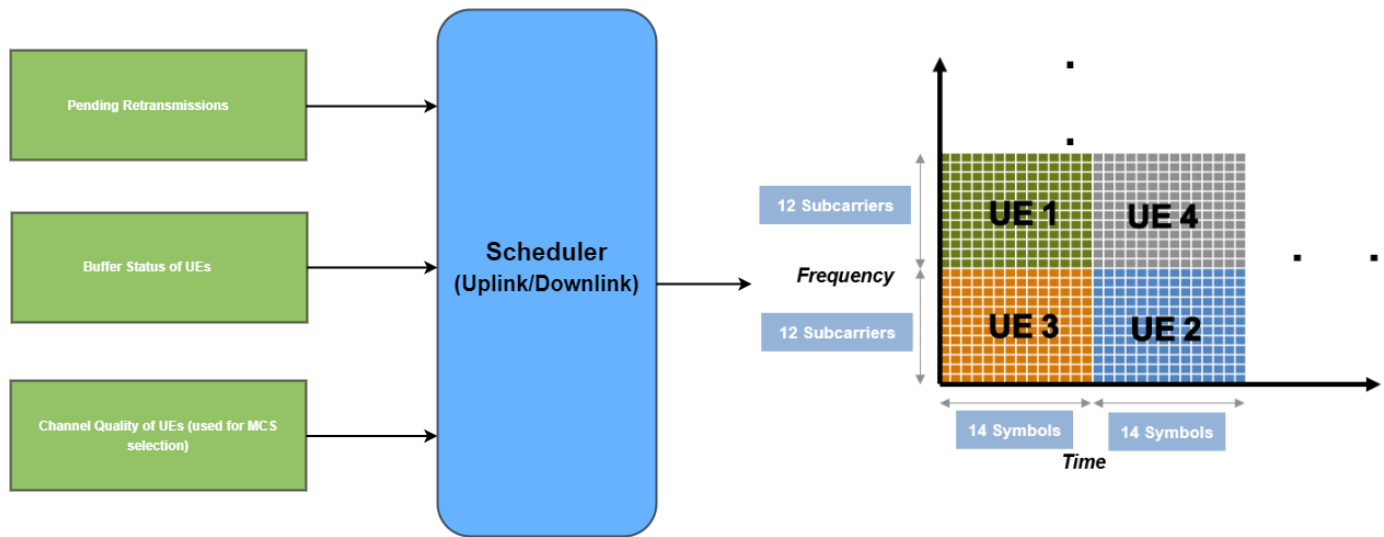 Pending Retransmissions
Buffer Status of UEs
Channel Quality of UEs (used for MCS
selection)
Scheduler
(Uplink/Downlink)
12 Subcarriers
Frequency
12 Subcarriers
UE 1
UE 4
UE 3
UE 2
14 Symbols
14 Symbols
Time